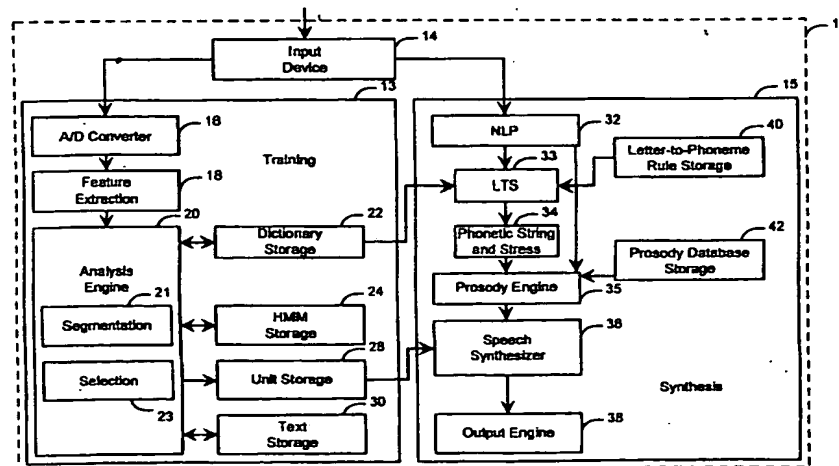 1
Input
Device
14
13
15
A/D Converter
18
Training
Feature
Extraction
18
20
Analysis
Engine
21
Segmentation
Selection
23
22
Dictionary
Storage
24
HMM
Storage
28
Unit Storage
30
Text
Storage
NLP
32
33
LTS
40
Letter-to-Phoneme
Rule Storage
34
Phonetic String
and Stress
42
Prosody Database
Storage
Prosody Engine
35
Speech
Synthesizer
38
Synthesis
Output Engine
38